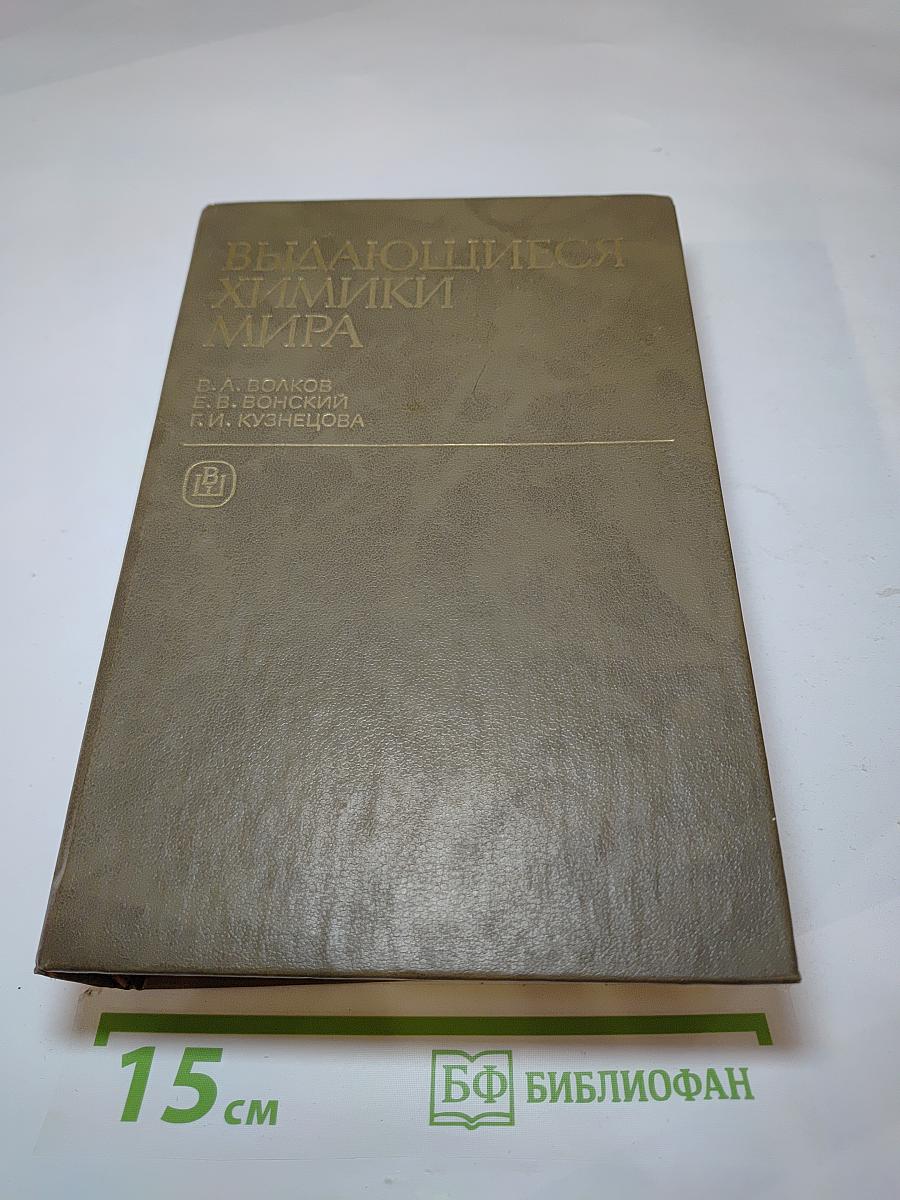 ВЫДАЮЩИЕСЯ
ХИМИКИ
МИРА
В. А. ВОЛКОВ
Е. В. ВОНСКИЙ
Г. И. КУЗНЕЦОВА
ВШ
15 см
БФ БИБЛИОФАН